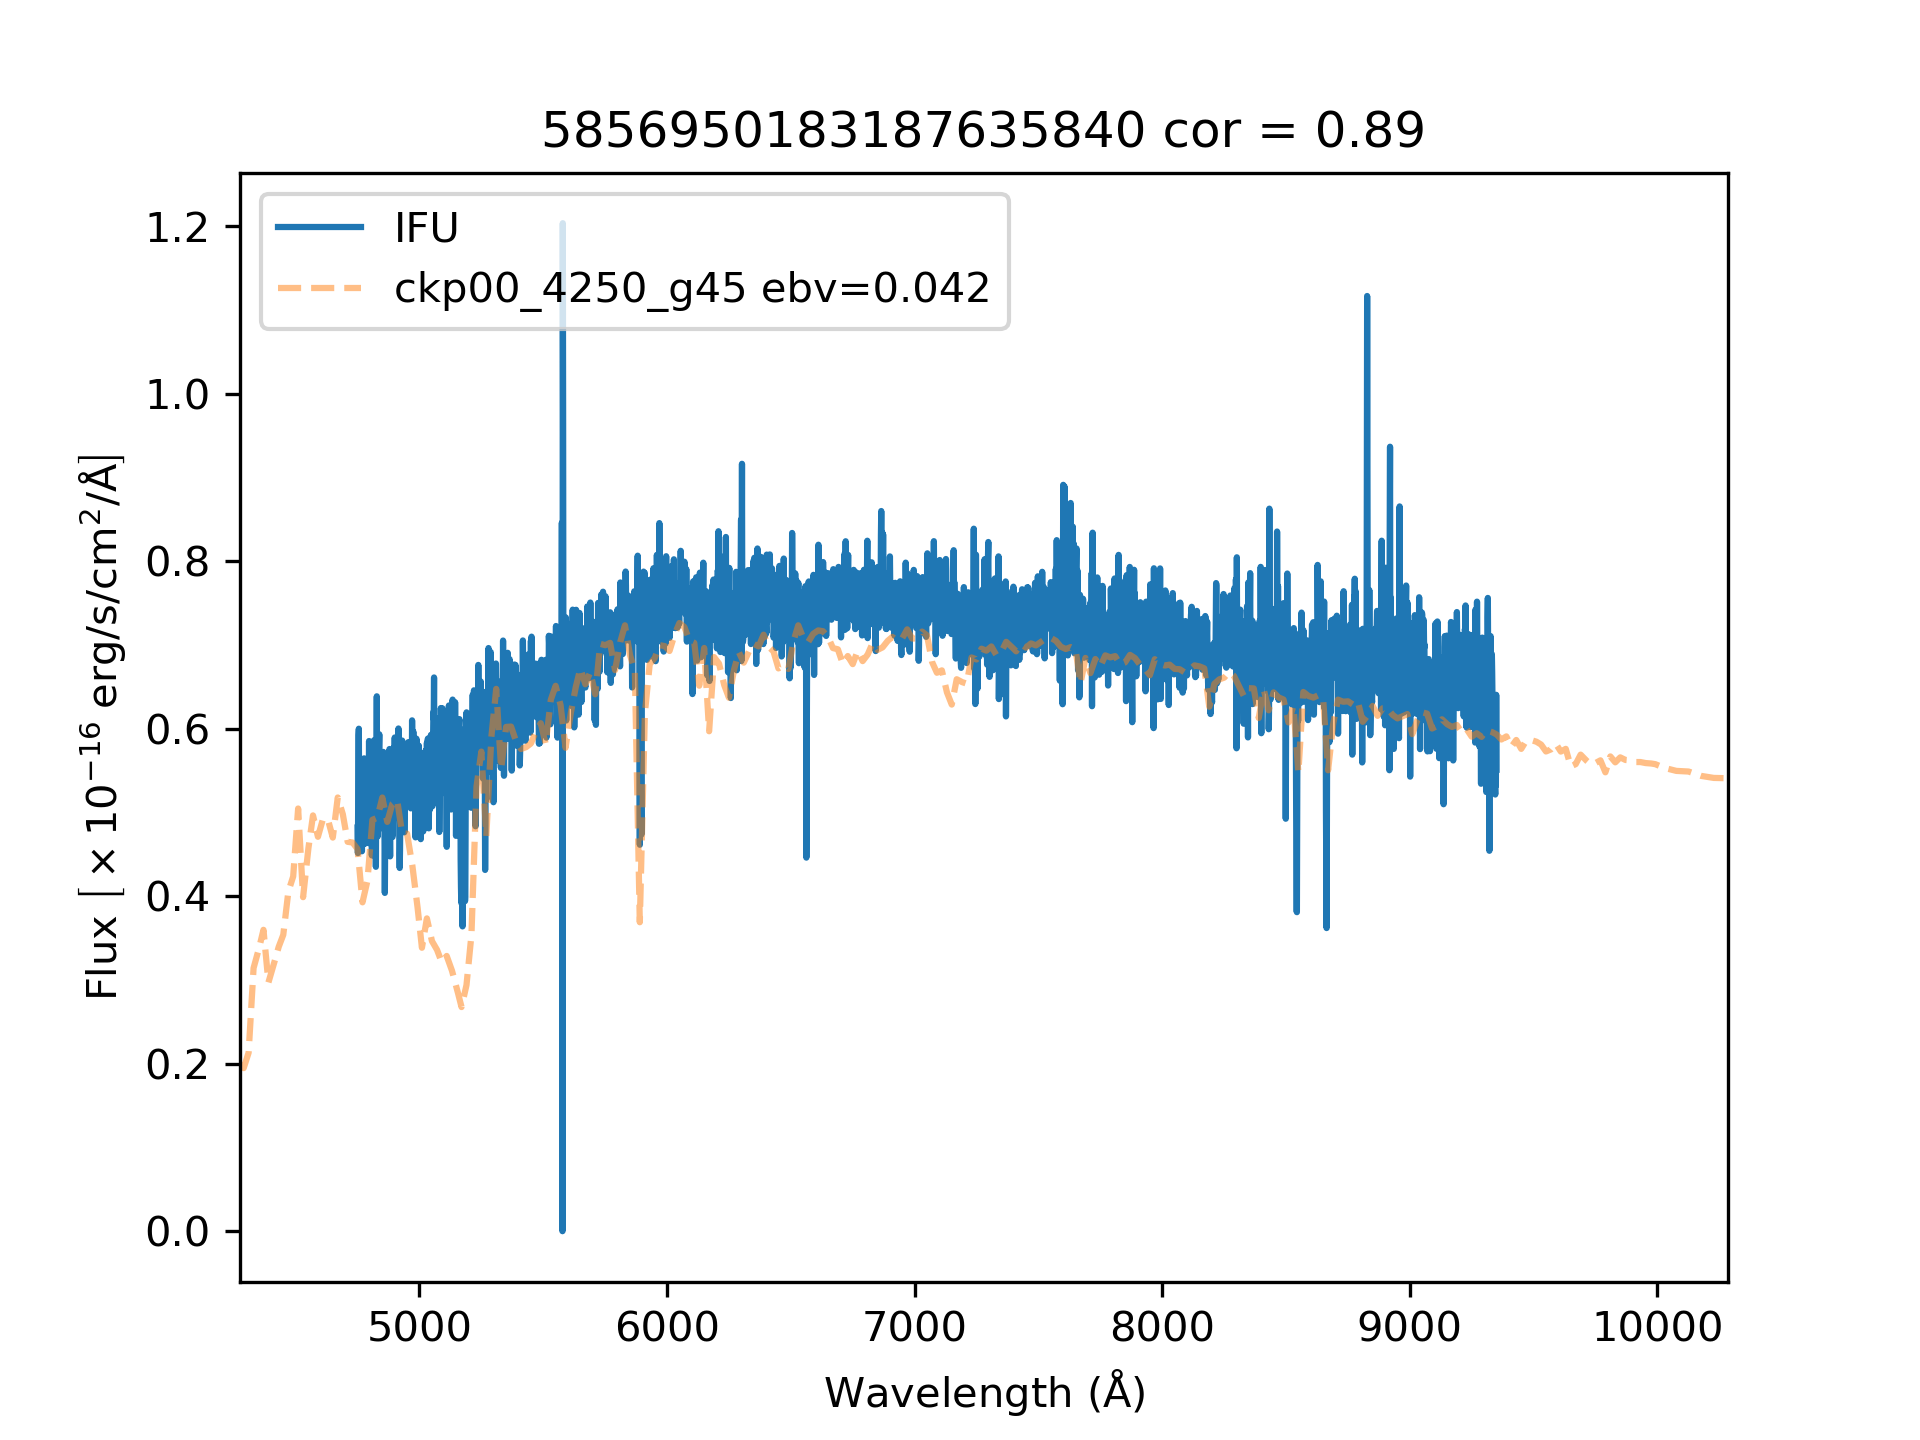 5856950183187635840 cor = 0.89
IFU
ckp00_4250_g45 ebv=0.042
1.2
1.0
0.8
0.6
0.4
0.2
0.0
Flux [× 10⁻¹⁶ erg/s/cm²/Å]
5000 6000 7000 8000 9000 10000
Wavelength (Å)